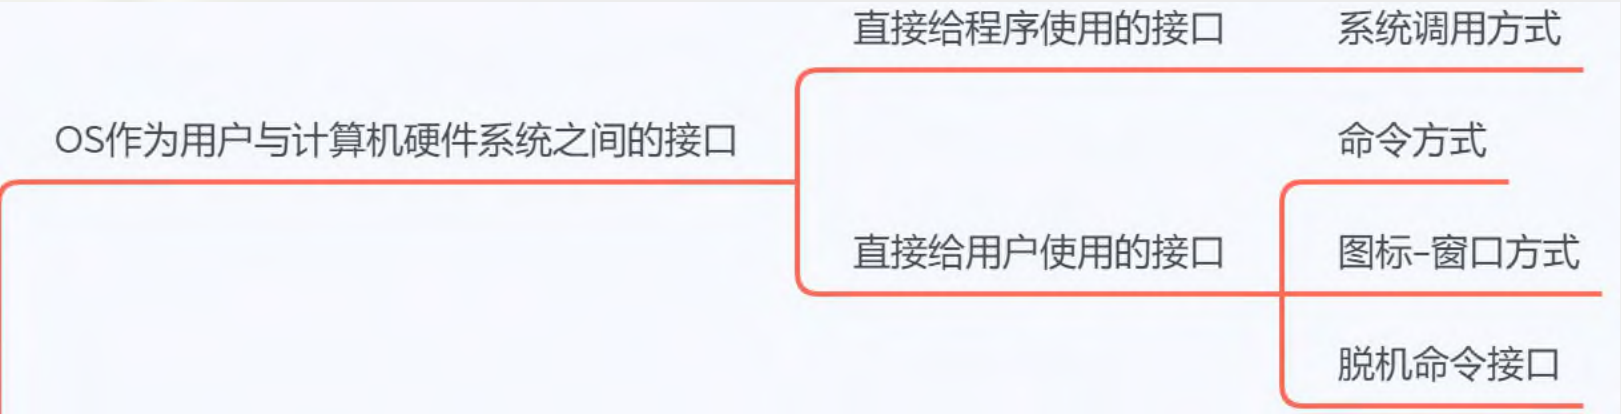 直接给程序使用的接口 系统调用方式
OS作为用户与计算机硬件系统之间的接口
命令方式
直接给用户使用的接口 图标-窗口方式
脱机命令接口